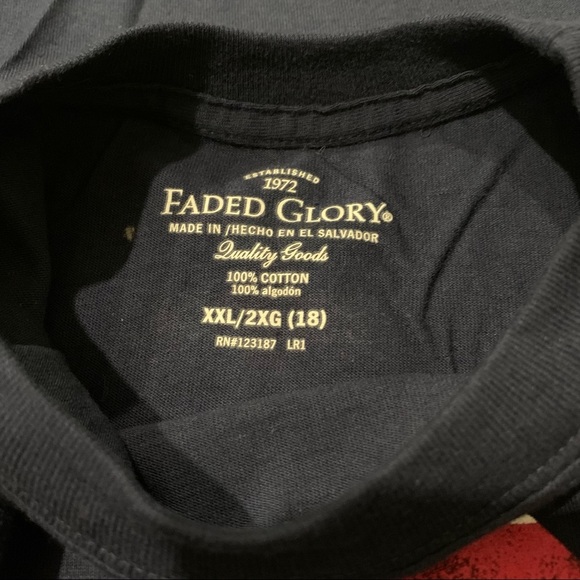 ESTABLISHED
1972
FADED GLORY®
MADE IN /HECHO EN EL SALVADOR
Quality Goods
100% COTTON
100% algodón
XXL/2XG (18)
RN#123187 LR1